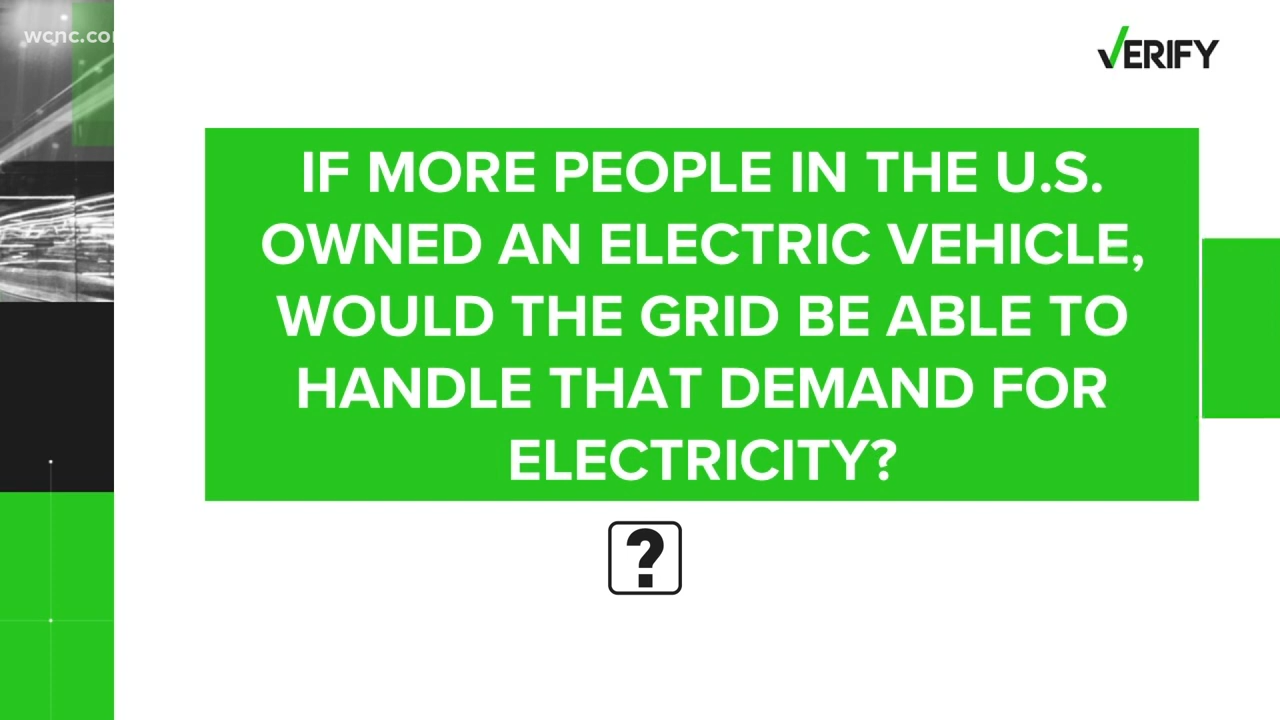 wcnc.co
VERIFY
IF MORE PEOPLE IN THE U.S.
OWNED AN ELECTRIC VEHICLE,
WOULD THE GRID BE ABLE TO
HANDLE THAT DEMAND FOR
ELECTRICITY?
?